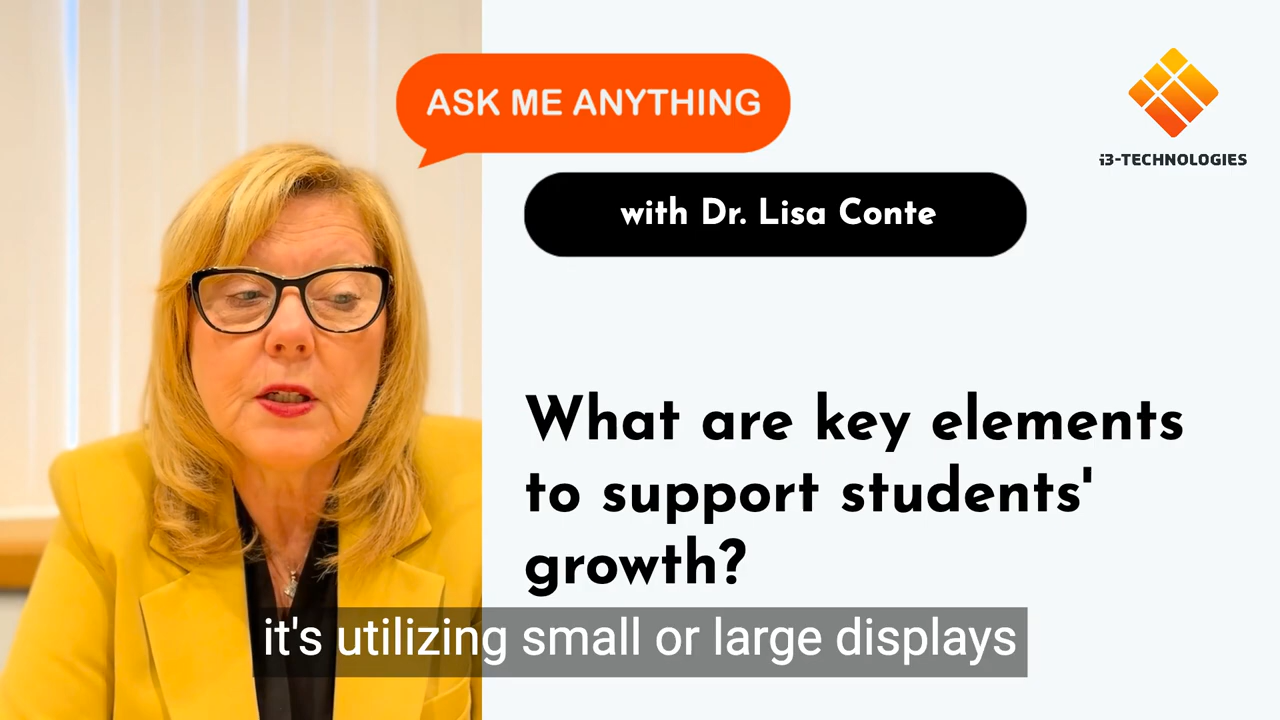 ASK ME ANYTHING
i3-TECHNOLOGIES
with Dr. Lisa Conte
What are key elements
to support students'
growth?
it's utilizing small or large displays